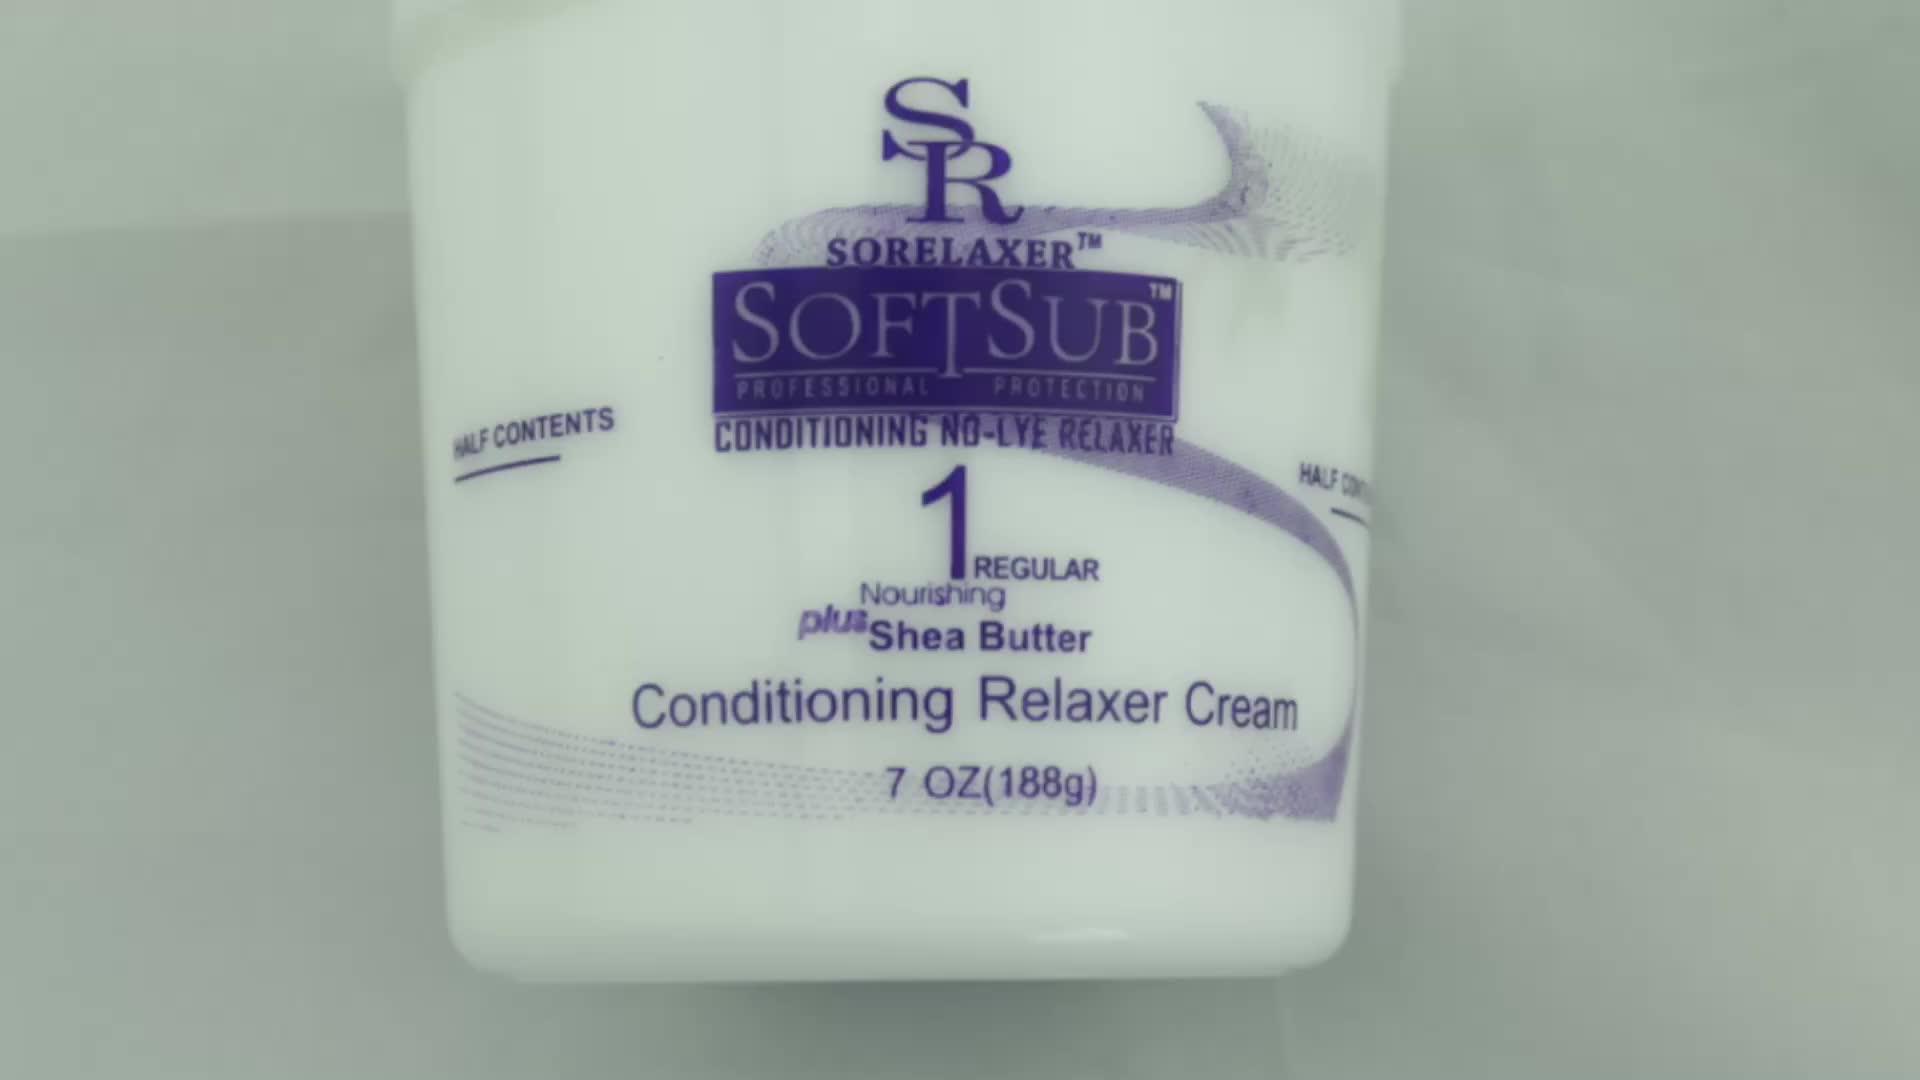 SR
SORELAXER™
SOFTSUB™
PROFESSIONAL PROTECTION
CONDITIONING NO-LYE RELAXER
HALF CONTENTS
HALF
1 REGULAR
Nourishing
plus Shea Butter
Conditioning Relaxer Cream
7 OZ(188g)